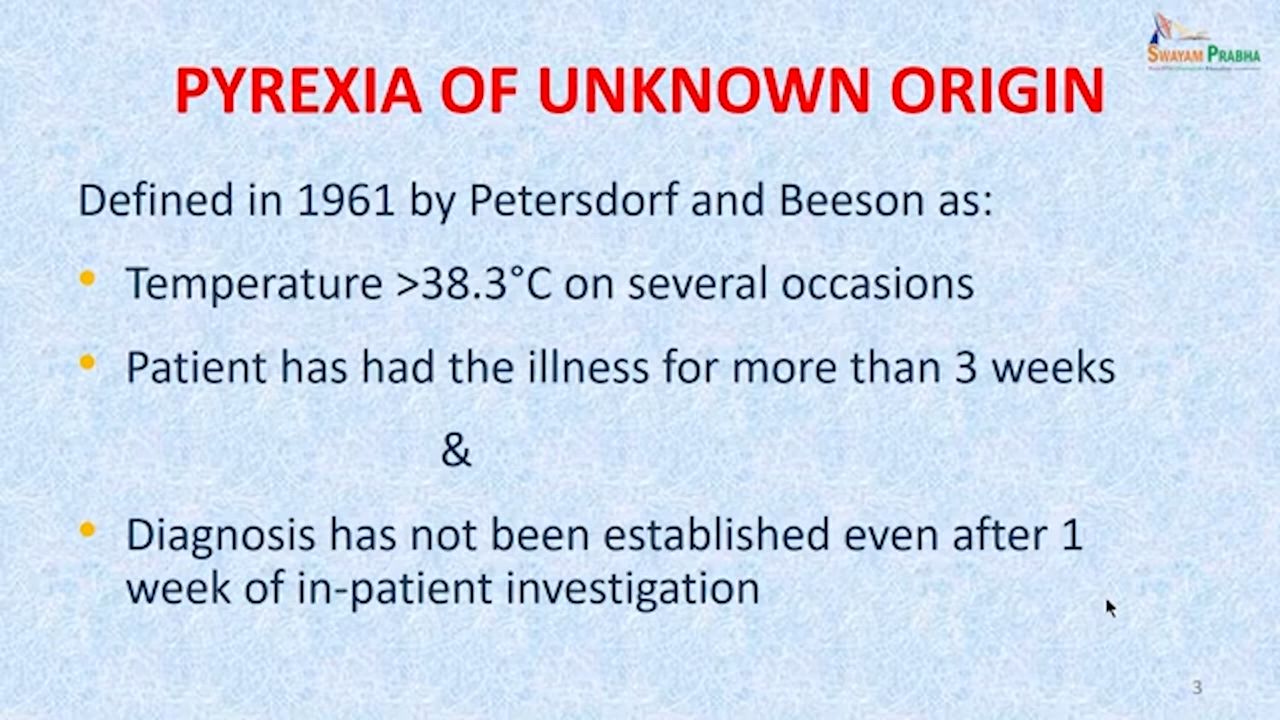 SWAYAM PRABHA
PYREXIA OF UNKNOWN ORIGIN
Defined in 1961 by Petersdorf and Beeson as:
• Temperature >38.3°C on several occasions
• Patient has had the illness for more than 3 weeks
&
• Diagnosis has not been established even after 1
week of in-patient investigation
3